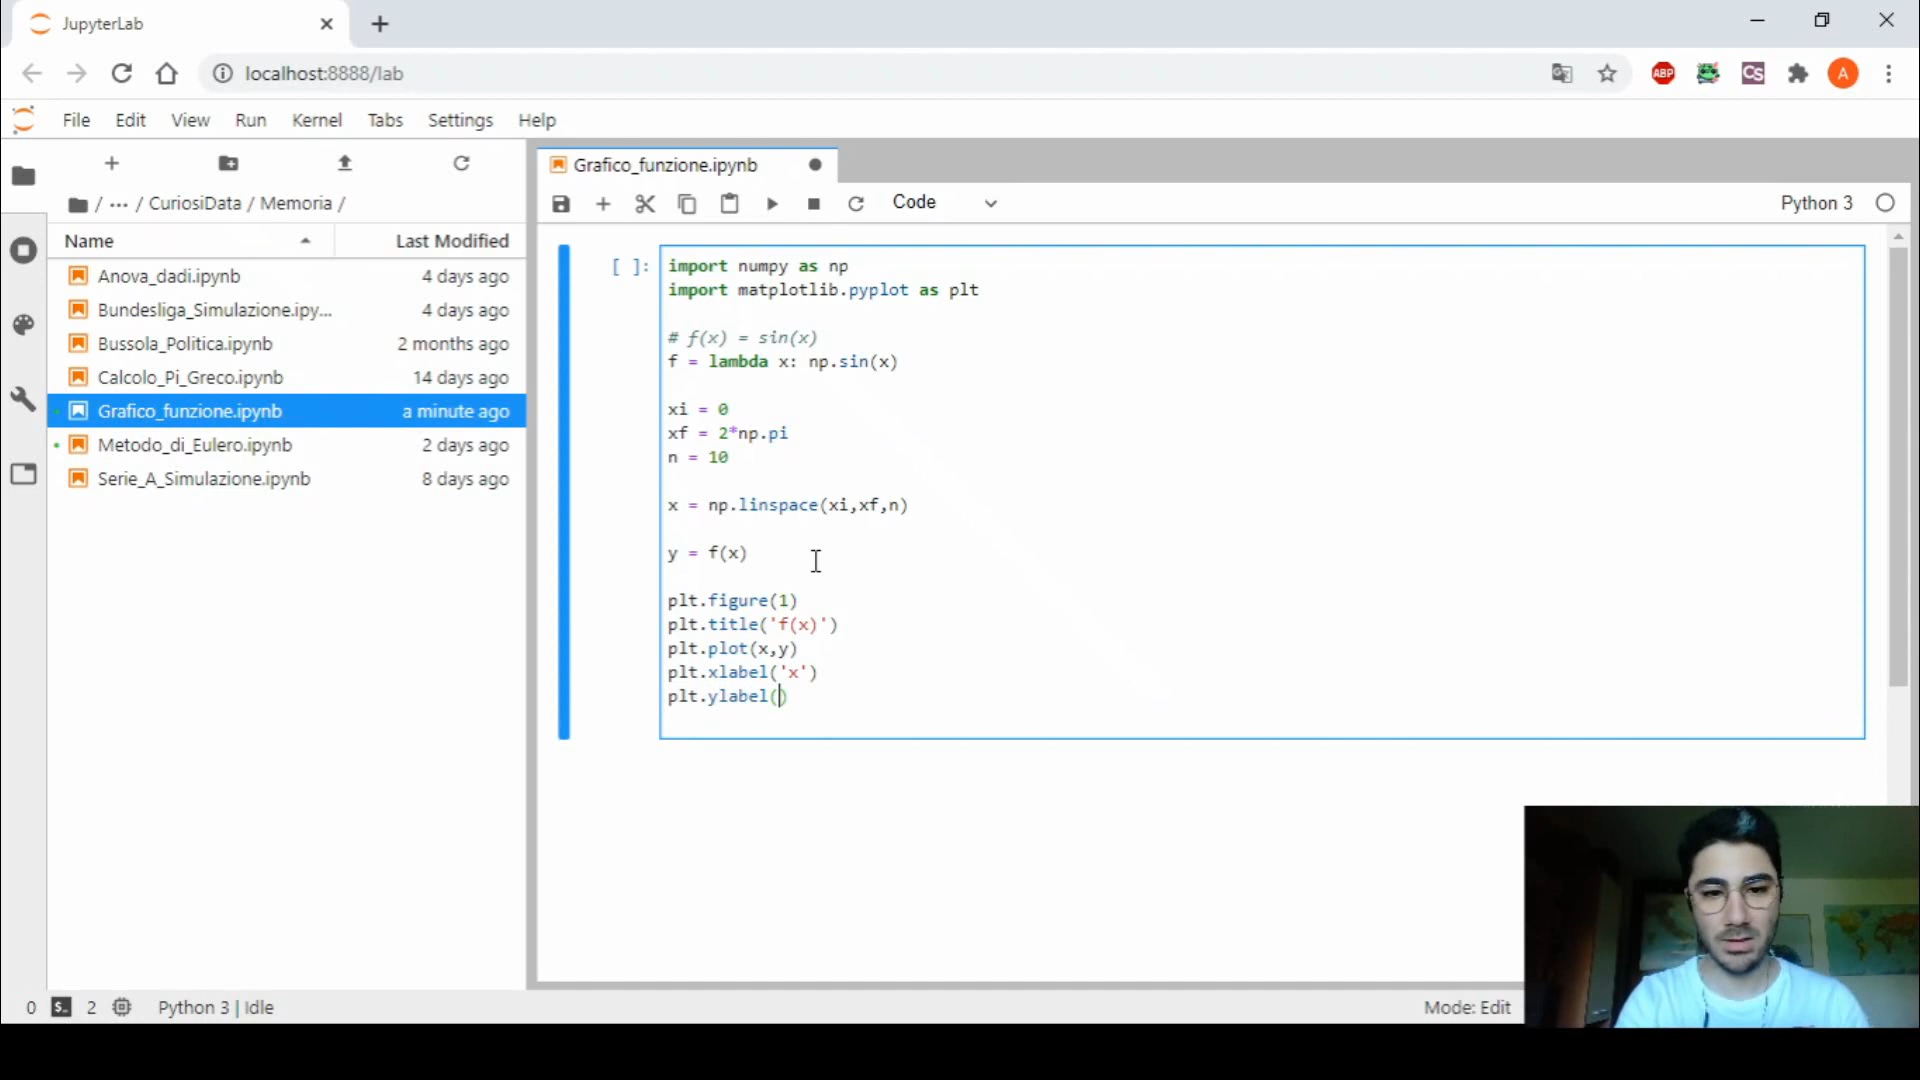 JupyterLab
localhost:8888/lab
ABP
CS
A
File Edit View Run Kernel Tabs Settings Help
Grafico_funzione.ipynb
/ ··· / CuriosiData / Memoria /
Code
Python 3
Name Last Modified
Anova_dadi.ipynb 4 days ago
Bundesliga_Simulazione.ipy... 4 days ago
Bussola_Politica.ipynb 2 months ago
Calcolo_Pi_Greco.ipynb 14 days ago
Grafico_funzione.ipynb a minute ago
Metodo_di_Eulero.ipynb 2 days ago
Serie_A_Simulazione.ipynb 8 days ago
[ ]:
import numpy as np
import matplotlib.pyplot as plt
# f(x) = sin(x)
f = lambda x: np.sin(x)
xi = 0
xf = 2*np.pi
n = 10
x = np.linspace(xi,xf,n)
y = f(x)
plt.figure(1)
plt.title('f(x)')
plt.plot(x,y)
plt.xlabel('x')
plt.ylabel()
0 $_ 2 Python 3 | Idle
Mode: Edit